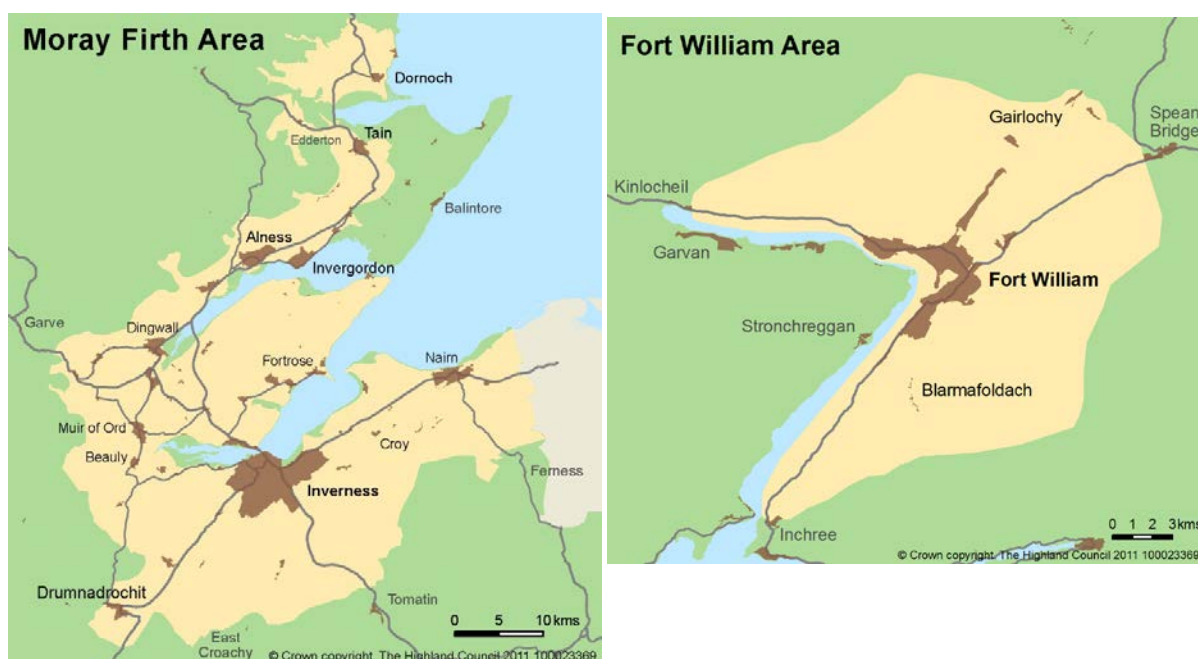 Moray Firth Area
Dornoch
Edderton
Tain
Balintore
Alness
Invergordon
Garve
Dingwall
Fortrose
Nairn
Muir of Ord
Beauly
Croy
Inverness
Ferness
Drumnadrochit
Tomatin
East
Croachy
0 5 10 kms
© Crown copyright. The Highland Council 2011 100023369
Fort William Area
Gairlochy
Spean
Bridge
Kinlocheil
Garvan
Fort William
Stronchreggan
Blarmafoldach
Inchree
0 1 2 3 kms
© Crown copyright. The Highland Council 2011 100023369